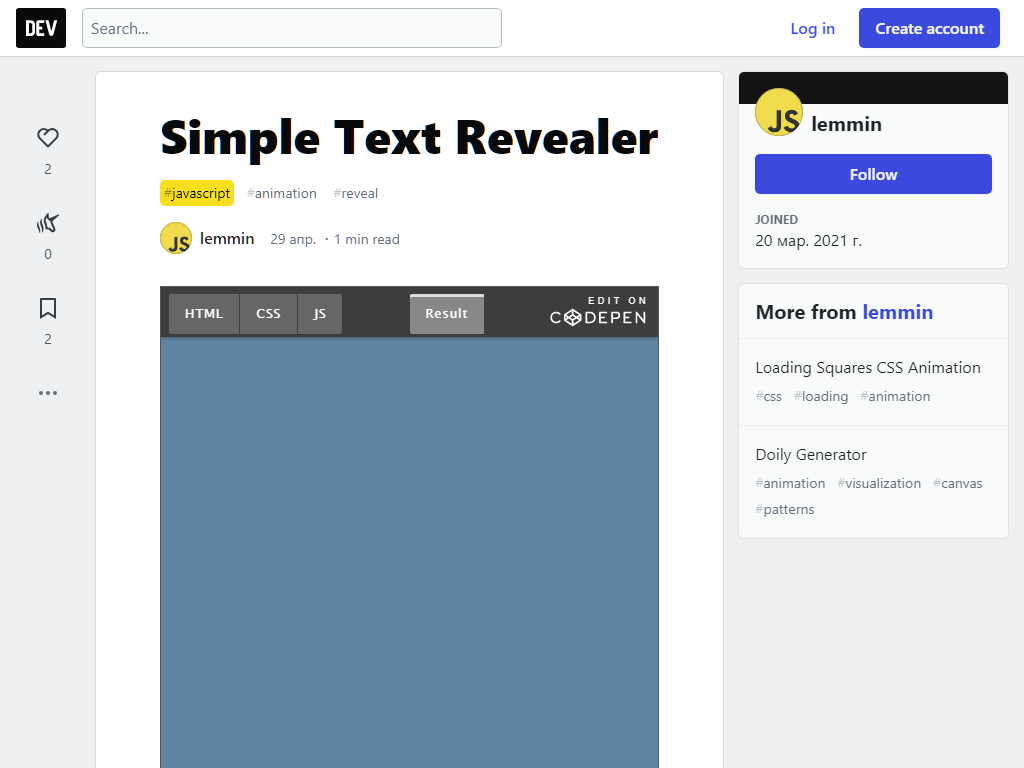 DEV
Search...
Log in
Create account
2
0
2
Simple Text Revealer
#javascript #animation #reveal
JS lemmin 29 апр. · 1 min read
HTML CSS JS Result EDIT ON
CODEPEN
JS lemmin
Follow
JOINED
20 мар. 2021 г.
More from lemmin
Loading Squares CSS Animation
#css #loading #animation
Doily Generator
#animation #visualization #canvas
#patterns